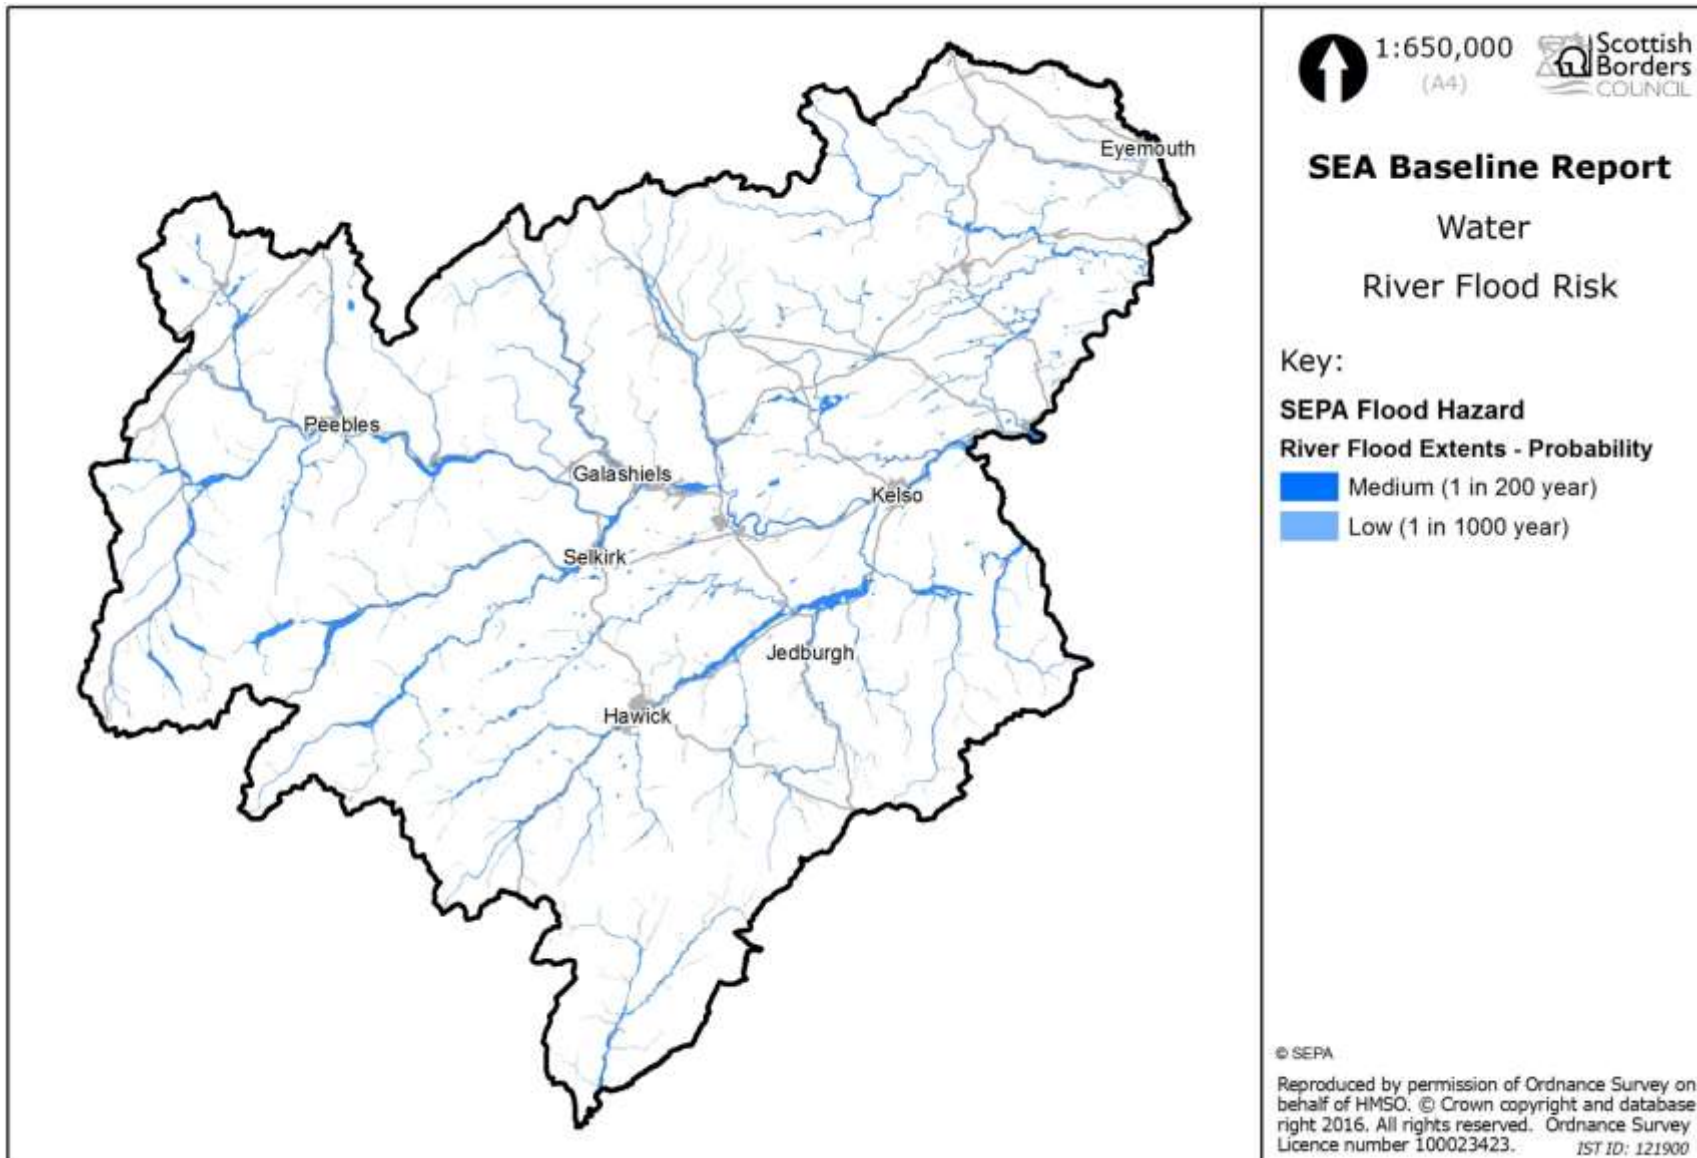 1:650,000
(A4)
Scottish
Borders
COUNCIL
SEA Baseline Report
Water
River Flood Risk
Key:
SEPA Flood Hazard
River Flood Extents - Probability
Medium (1 in 200 year)
Low (1 in 1000 year)
Eyemouth
Peebles
Galashiels
Kelso
Selkirk
Jedburgh
Hawick
© SEPA
Reproduced by permission of Ordnance Survey on
behalf of HMSO. © Crown copyright and database
right 2016. All rights reserved. Ordnance Survey
Licence number 100023423. IST ID: 121900